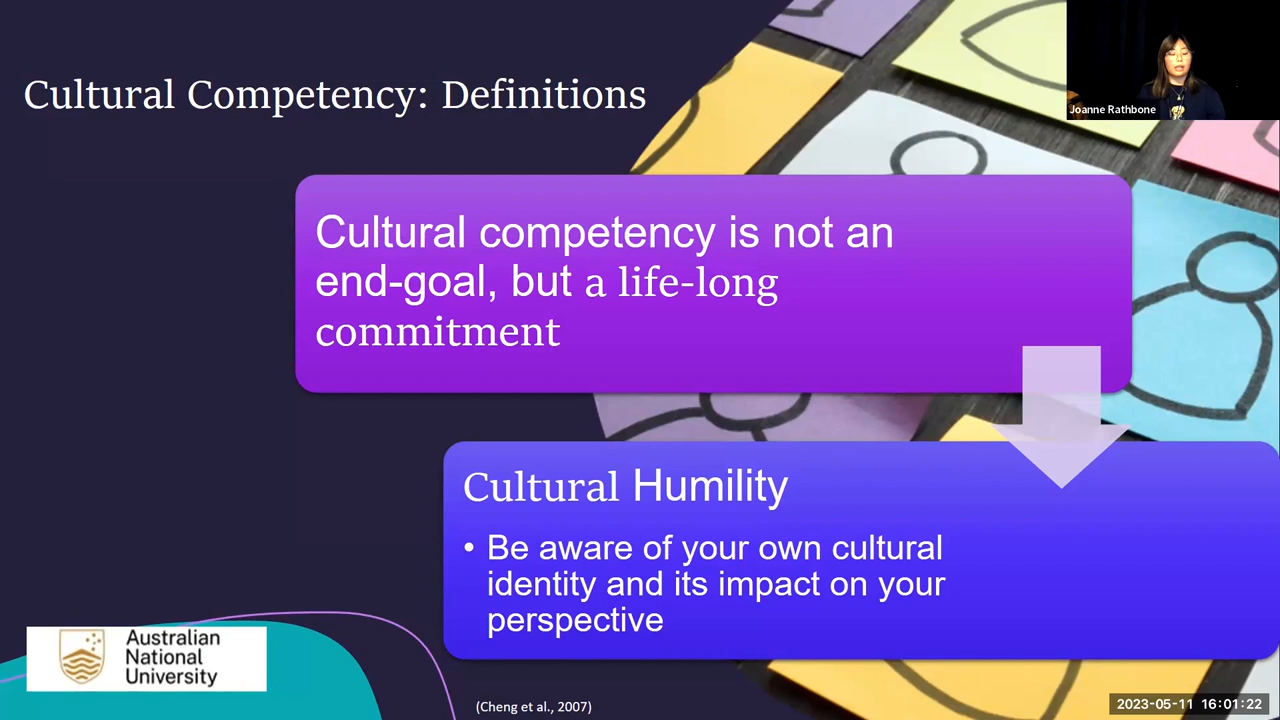 Cultural Competency: Definitions
Joanne Rathbone
Cultural competency is not an
end-goal, but a life-long
commitment
Cultural Humility
• Be aware of your own cultural
identity and its impact on your
perspective
Australian
National
University
(Cheng et al., 2007)
2023-05-11 16:01:22